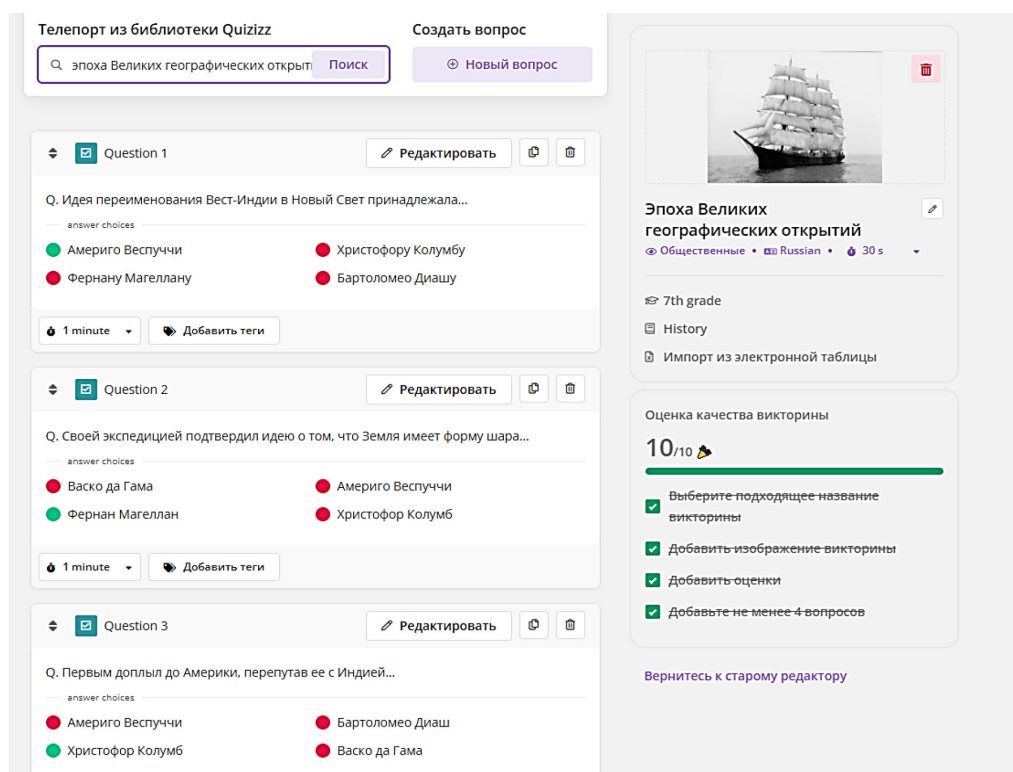 Телепорт из библиотеки Quizizz
эпоха Великих географических открыт
Поиск
Создать вопрос
Новый вопрос
Question 1
Редактировать
Q. Идея переименования Вест-Индии в Новый Свет принадлежала...
answer choices
Америго Веспуччи
Христофору Колумбу
Фернану Магеллану
Бартоломео Диашу
1 minute
Добавить теги
Question 2
Редактировать
Q. Своей экспедицией подтвердил идею о том, что Земля имеет форму шара...
answer choices
Васко да Гама
Америго Веспуччи
Фернан Магеллан
Христофор Колумб
1 minute
Добавить теги
Question 3
Редактировать
Q. Первым доплыл до Америки, перепутав ее с Индией...
answer choices
Америго Веспуччи
Бартоломео Диаш
Христофор Колумб
Васко да Гама
Эпоха Великих
географических открытий
Общественные • Russian • 30 s
7th grade
History
Импорт из электронной таблицы
Оценка качества викторины
10/10
Выберите подходящее название
викторины
Добавить изображение викторины
Добавить оценки
Добавьте не менее 4 вопросов
Вернитесь к старому редактору